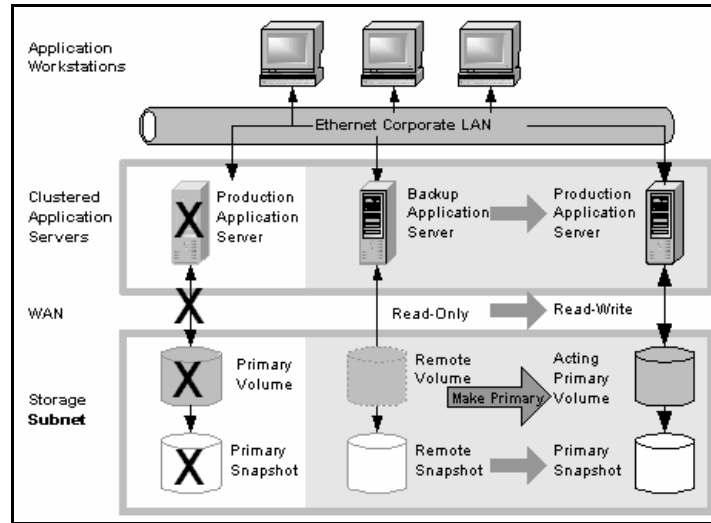 Application
Workstations
Ethernet Corporate LAN
Clustered
Application
Servers
Production
Application
Server
Backup
Application
Server
Production
Application
Server
WAN
Read-Only
Read-Write
Storage
Subnet
Primary
Volume
Remote
Volume
Make Primary
Acting
Primary
Volume
Primary
Snapshot
Remote
Snapshot
Primary
Snapshot